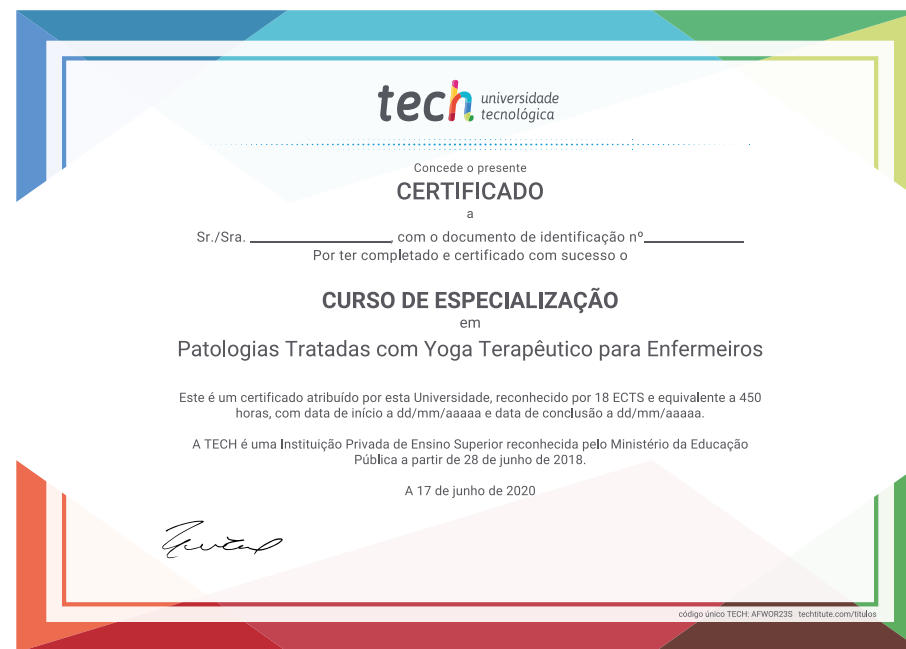 tech universidade
tecnológica
Concede o presente
CERTIFICADO
a
Sr./Sra. , com o documento de identificação nº
Por ter completado e certificado com sucesso o
CURSO DE ESPECIALIZAÇÃO
em
Patologias Tratadas com Yoga Terapêutico para Enfermeiros
Este é um certificado atribuído por esta Universidade, reconhecido por 18 ECTS e equivalente a 450
horas, com data de início a dd/mm/aaaaa e data de conclusão a dd/mm/aaaaa.
A TECH é uma Instituição Privada de Ensino Superior reconhecida pelo Ministério da Educação
Pública a partir de 28 de junho de 2018.
A 17 de junho de 2020
código único TECH: AFWOR23S techtitute.com/titulos